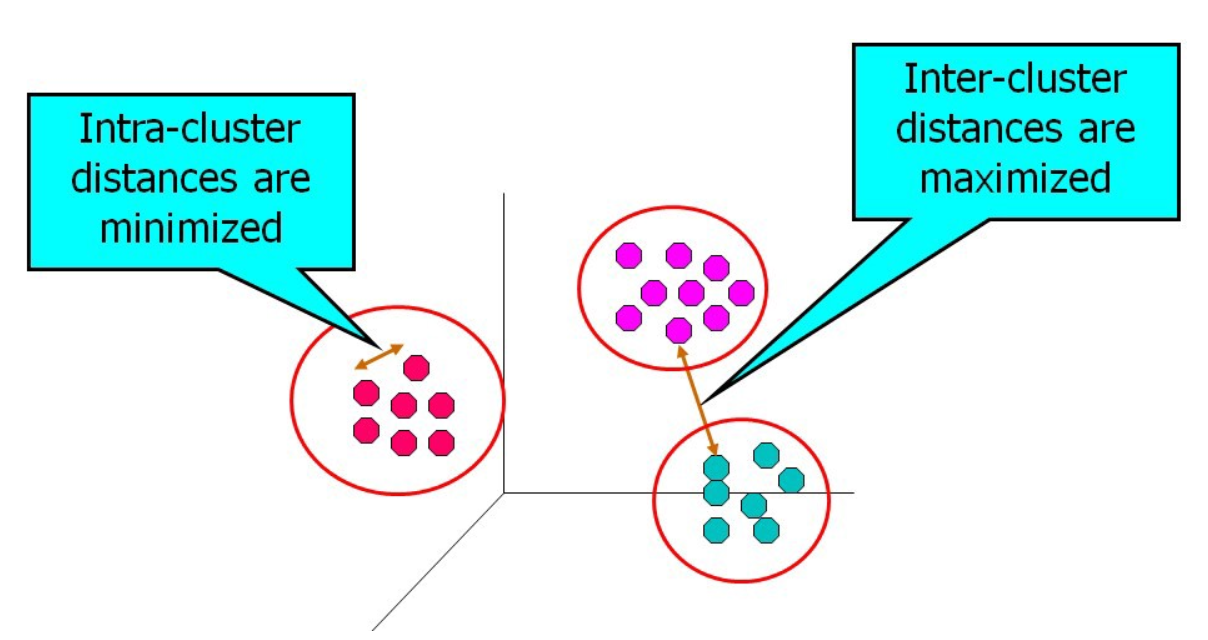 Intra-cluster
distances are
minimized
Inter-cluster
distances are
maximized